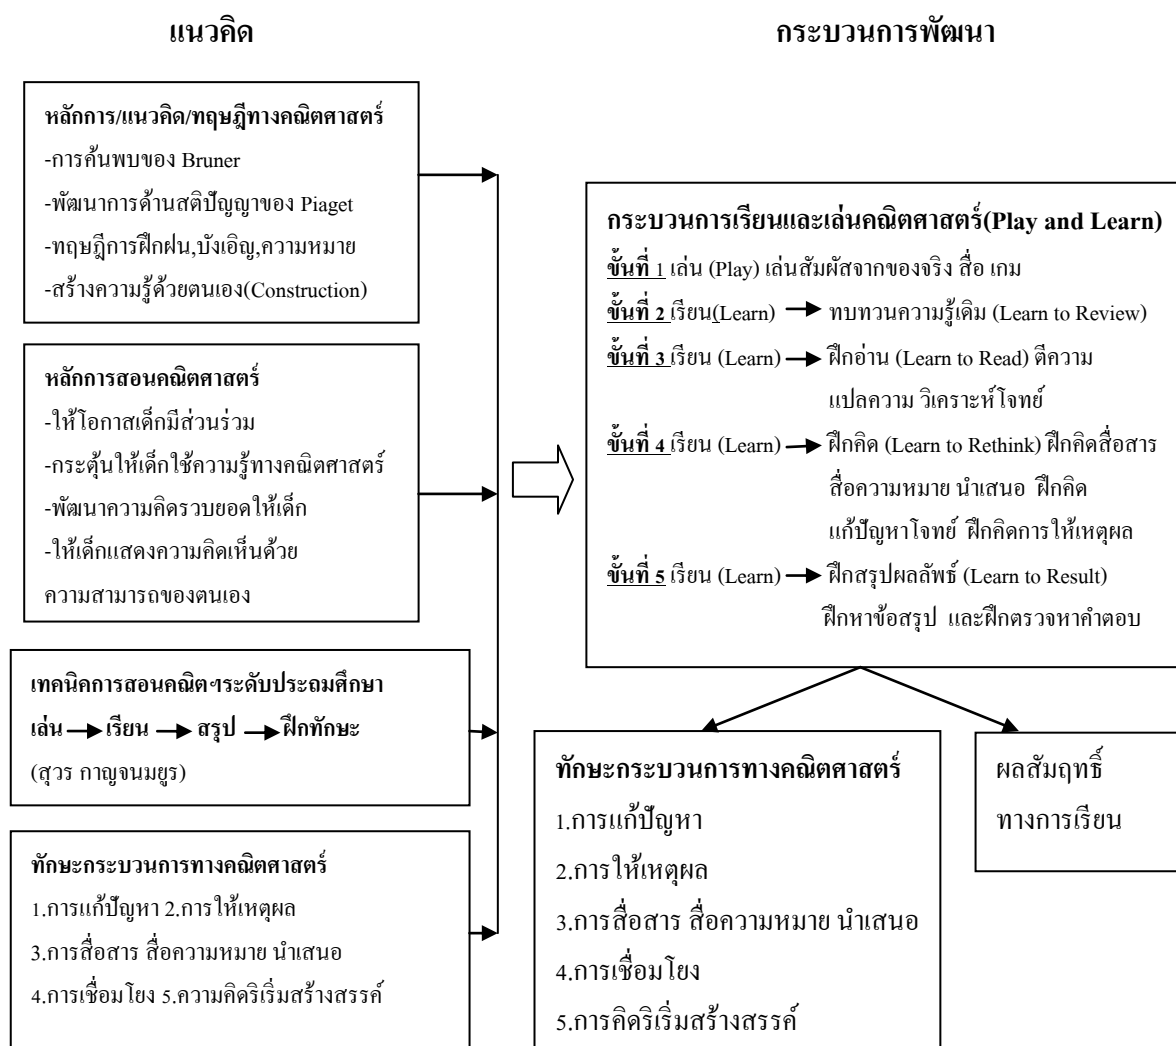 แนวคิด
กระบวนการพัฒนา
หลักการ/แนวคิด/ทฤษฎีทางคณิตศาสตร์
-การค้นพบของ Bruner
-พัฒนาการด้านสติปัญญาของ Piaget
-ทฤษฎีการฝึกฝน,บังเอิญ,ความหมาย
-สร้างความรู้ด้วยตนเอง(Construction)
หลักการสอนคณิตศาสตร์
-ให้โอกาสเด็กมีส่วนร่วม
-กระตุ้นให้เด็กใช้ความรู้ทางคณิตศาสตร์
-พัฒนาความคิดรวบยอดให้เด็ก
-ให้เด็กแสดงความคิดเห็นด้วย
ความสามารถของตนเอง
เทคนิคการสอนคณิตฯระดับประถมศึกษา
เล่น → เรียน → สรุป → ฝึกทักษะ
(สุวร กาญจนมยูร)
ทักษะกระบวนการทางคณิตศาสตร์
1.การแก้ปัญหา 2.การให้เหตุผล
3.การสื่อสาร สื่อความหมาย นำเสนอ
4.การเชื่อมโยง 5.ความคิดริเริ่มสร้างสรรค์
กระบวนการเรียนและเล่นคณิตศาสตร์(Play and Learn)
ขั้นที่ 1 เล่น (Play) เล่นสัมผัสจากของจริง สื่อ เกม
ขั้นที่ 2 เรียน(Learn) → ทบทวนความรู้เดิม (Learn to Review)
ขั้นที่ 3 เรียน (Learn) → ฝึกอ่าน (Learn to Read) ตีความ
แปลความ วิเคราะห์โจทย์
ขั้นที่ 4 เรียน (Learn) → ฝึกคิด (Learn to Rethink) ฝึกคิดสื่อสาร
สื่อความหมาย นำเสนอ ฝึกคิด
แก้ปัญหาโจทย์ ฝึกคิดการให้เหตุผล
ขั้นที่ 5 เรียน (Learn) → ฝึกสรุปผลลัพธ์ (Learn to Result)
ฝึกหาข้อสรุป และฝึกตรวจหาคำตอบ
ทักษะกระบวนการทางคณิตศาสตร์
1.การแก้ปัญหา
2.การให้เหตุผล
3.การสื่อสาร สื่อความหมาย นำเสนอ
4.การเชื่อมโยง
5.การคิดริเริ่มสร้างสรรค์
ผลสัมฤทธิ์
ทางการเรียน